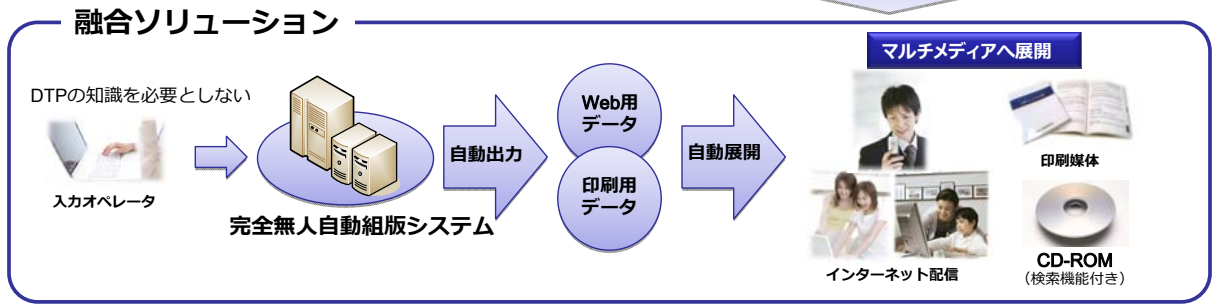 融合ソリューション
マルチメディアへ展開
DTPの知識を必要としない
入力オペレータ
完全無人自動組版システム
自動出力
Web用
データ
印刷用
データ
自動展開
印刷媒体
インターネット配信
CD-ROM
（検索機能付き）